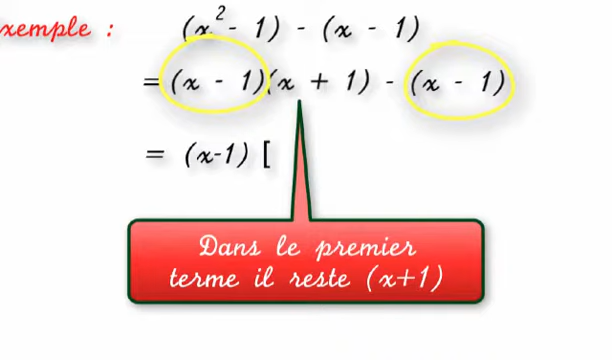 xemple : (x² - 1) - (x - 1)
= (x - 1)(x + 1) - (x - 1)
= (x-1) [
Dans le premier
terme il reste (x+1)